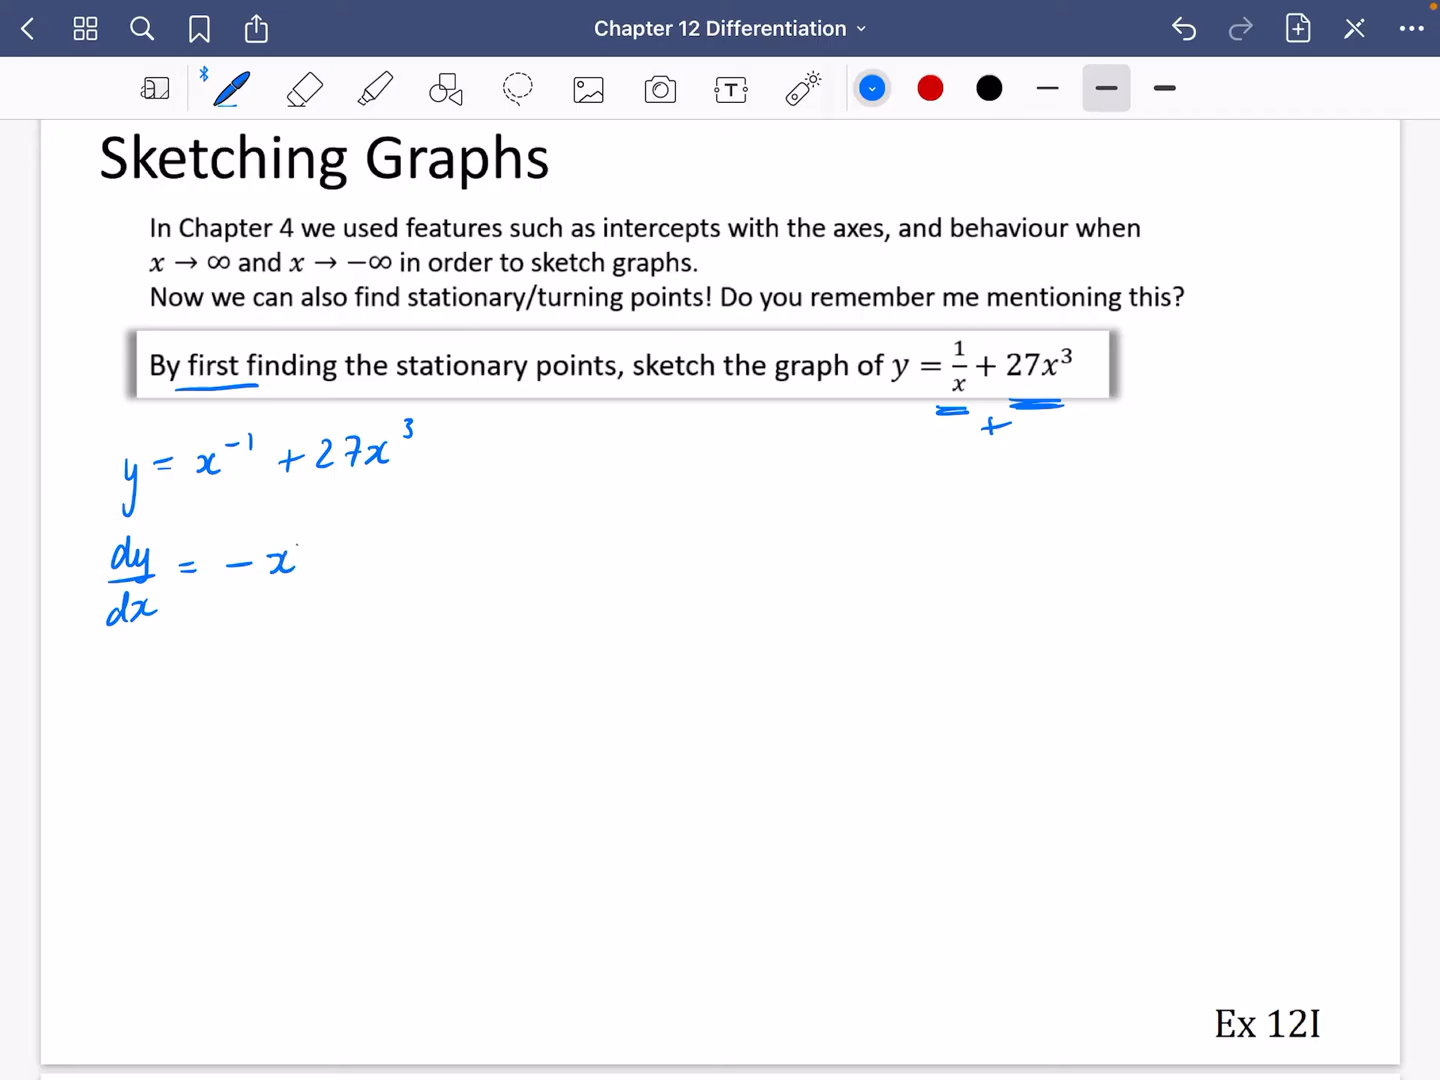 Chapter 12 Differentiation
Sketching Graphs
In Chapter 4 we used features such as intercepts with the axes, and behaviour when
x → ∞ and x → −∞ in order to sketch graphs.
Now we can also find stationary/turning points! Do you remember me mentioning this?
By first finding the stationary points, sketch the graph of y = 1/x + 27x³
+
y = x⁻¹ + 27x³
dy/dx = − x
Ex 12I